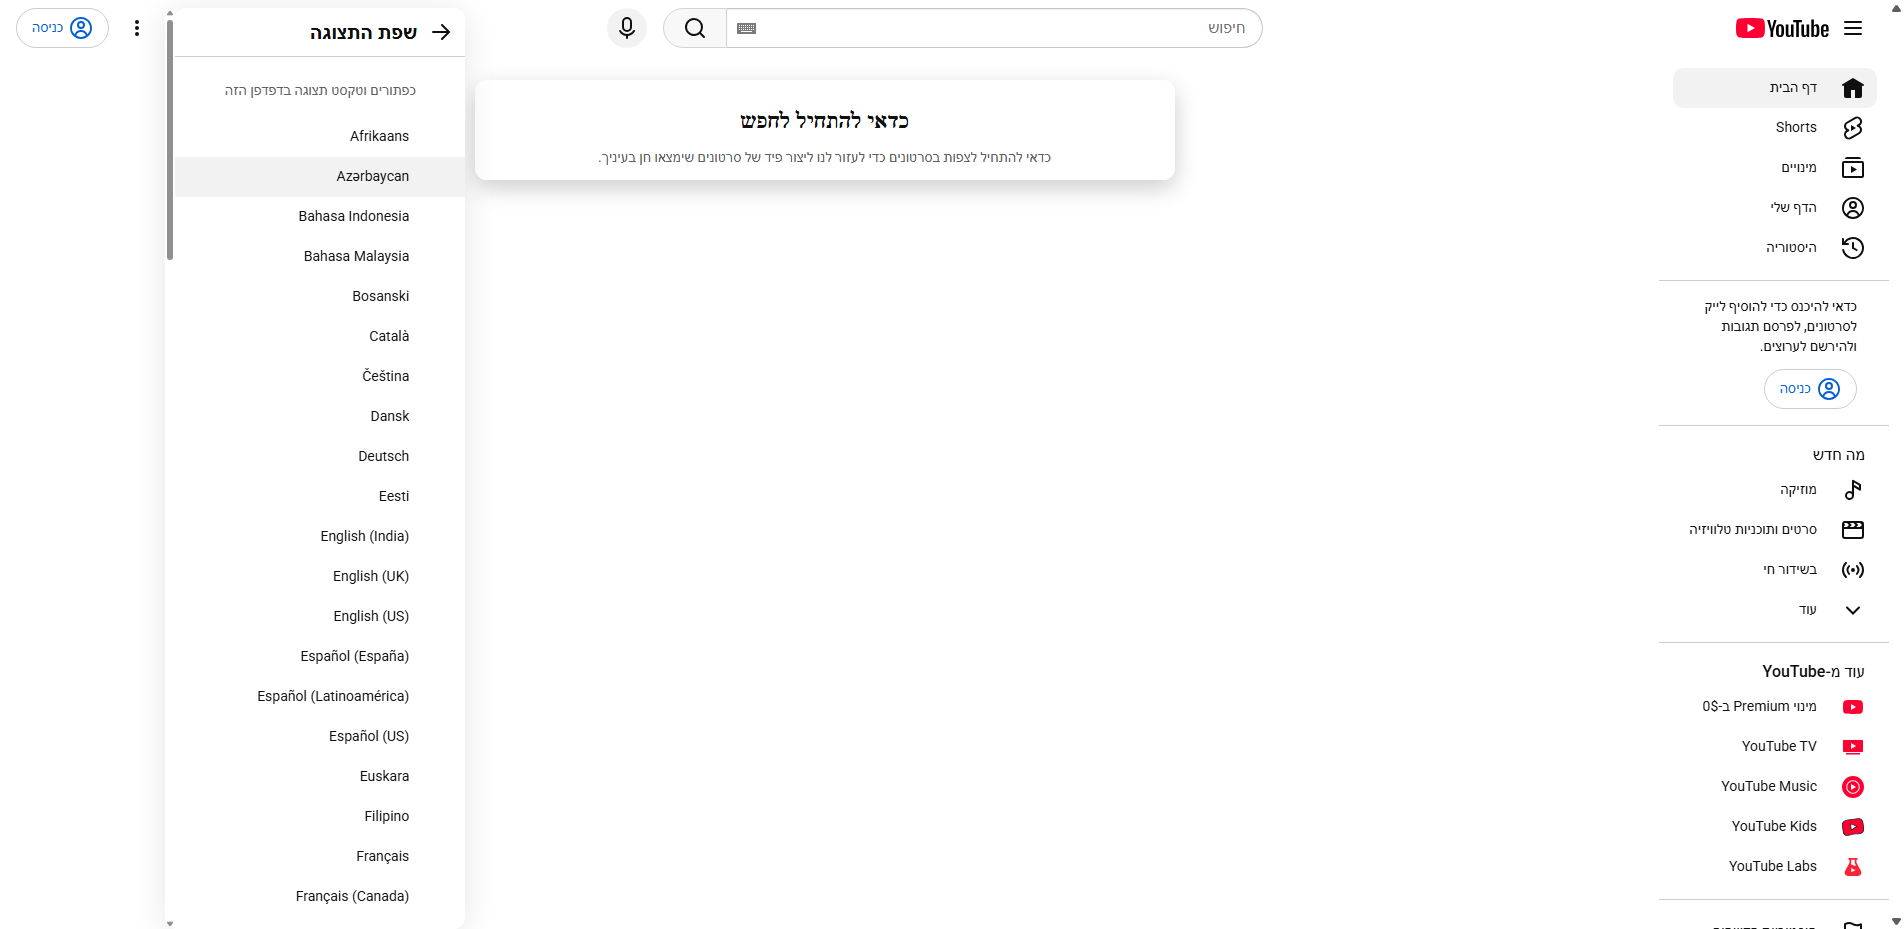 YouTube
חיפוש
כניסה
דף הבית
Shorts
מינויים
הדף שלי
היסטוריה
כדאי להיכנס כדי להוסיף לייק
לסרטונים, לפרסם תגובות
ולהירשם לערוצים.
כניסה
מה חדש
מוזיקה
סרטים ותוכניות טלוויזיה
בשידור חי
עוד
עוד מ-YouTube
מינוי Premium ב-$0
YouTube TV
YouTube Music
YouTube Kids
YouTube Labs
כדאי להתחיל לחפש
כדאי להתחיל לצפות בסרטונים כדי לעזור לנו ליצור פיד של סרטונים שימצאו חן בעיניך.
שפת התצוגה
כפתורים וטקסט תצוגה בדפדפן הזה
Afrikaans
Azərbaycan
Bahasa Indonesia
Bahasa Malaysia
Bosanski
Català
Čeština
Dansk
Deutsch
Eesti
English (India)
English (UK)
English (US)
Español (España)
Español (Latinoamérica)
Español (US)
Euskara
Filipino
Français
Français (Canada)